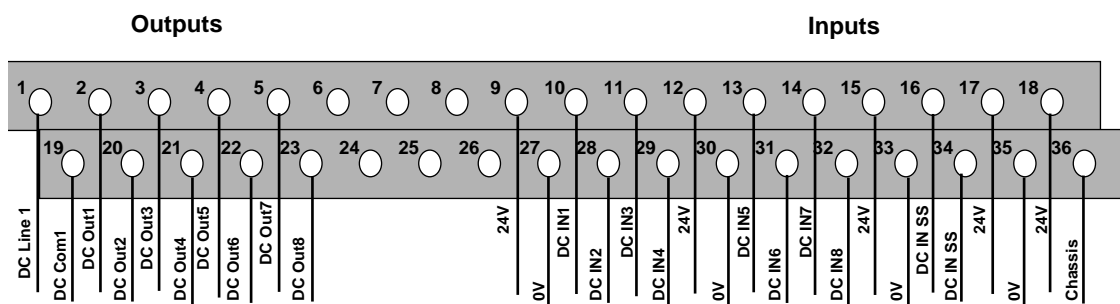 Outputs
Inputs
1 2 3 4 5 6 7 8 9 10 11 12 13 14 15 16 17 18
19 20 21 22 23 24 25 26 27 28 29 30 31 32 33 34 35 36
DC Line 1
DC Com1
DC Out1
DC Out2
DC Out3
DC Out4
DC Out5
DC Out6
DC Out7
DC Out8
24V
0V
DC IN1
DC IN2
DC IN3
DC IN4
24V
0V
DC IN5
DC IN6
DC IN7
DC IN8
24V
0V
DC IN SS
DC IN SS
24V
0V
24V
Chassis